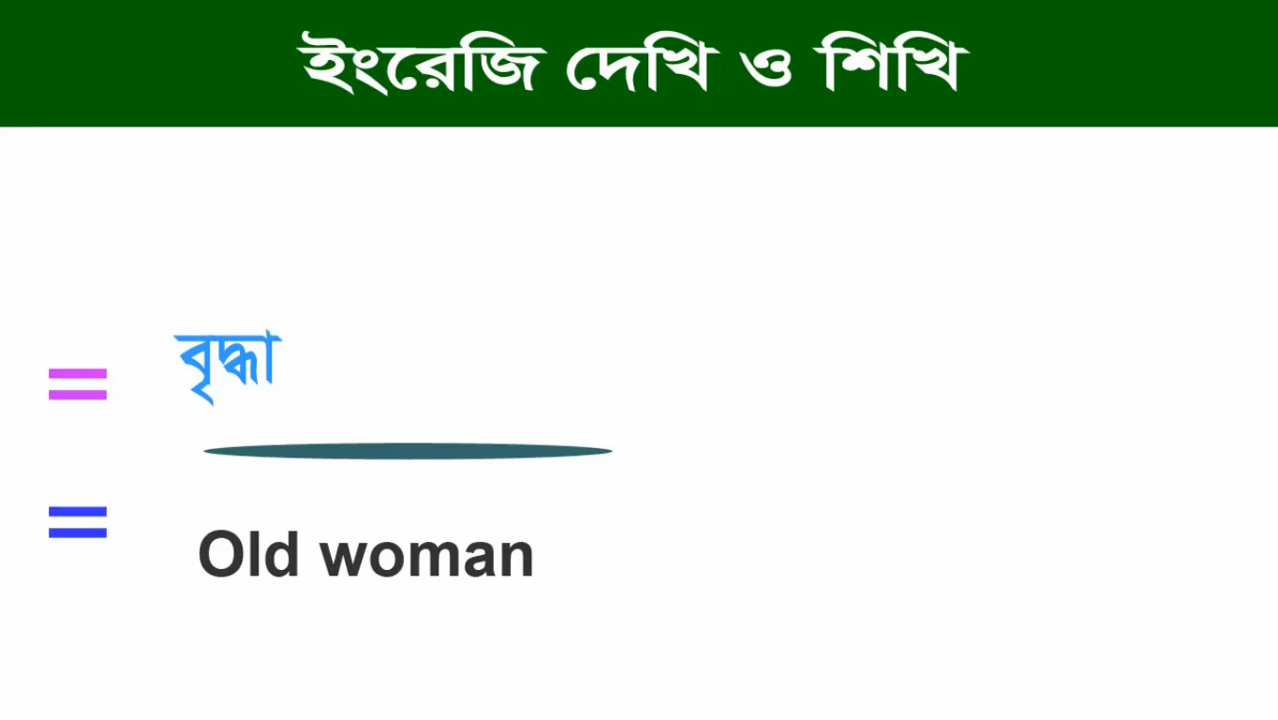 ইংরেজি দেখি ও শিখি
= বৃদ্ধা
= Old woman